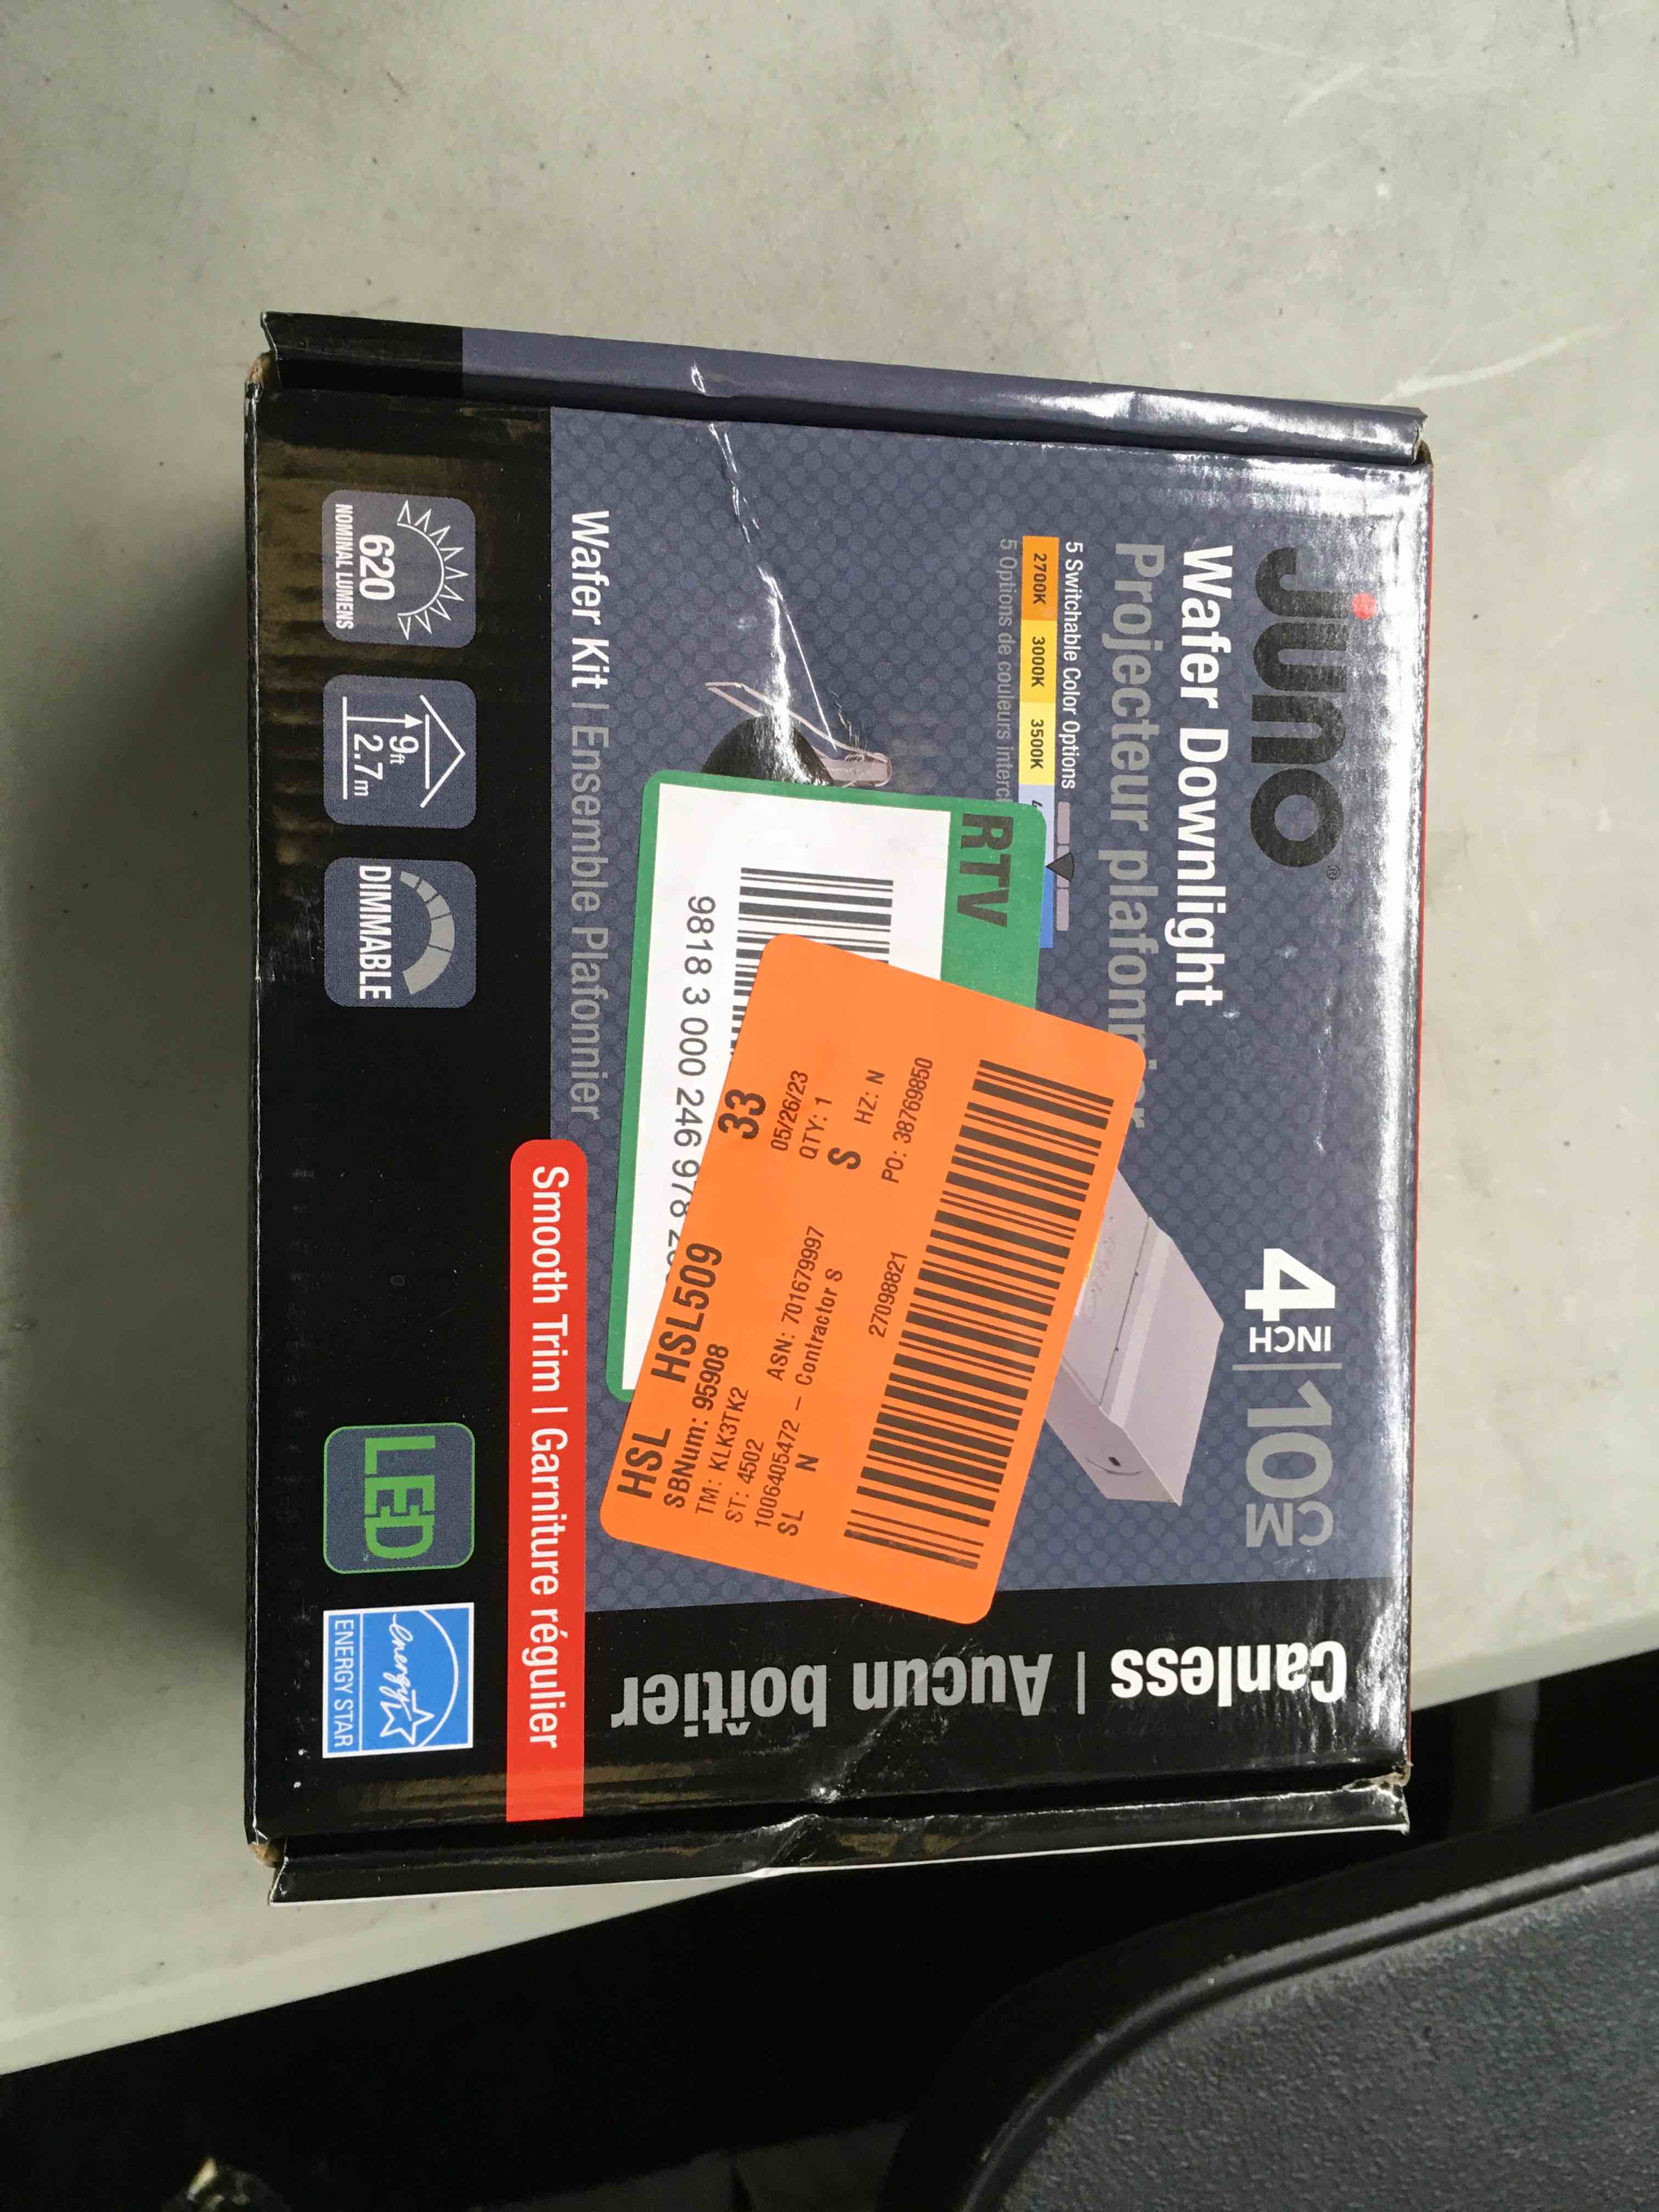 Juno®
4 INCH | 10 CM
Wafer Downlight
Projecteur plafonnier
5 Switchable Color Options
2700K 3000K 3500K
5 Options de couleurs
Canless | Aucun boîtier
RTV
9818 3 000 246 978
27098821 PO: 38769850
SL N S HZ: N
1006405472 - Contractor S QTY: 1
ST: 4502 ASN: 701679997 05/26/23
TM: KLK3TK2
SBNum: 95908
HSL HSL509 33
Wafer Kit | Ensemble Plafonnier
Smooth Trim | Garniture régulier
620
NOMINAL LUMENS
9ft
2.7m
DIMMABLE
LED
energy
ENERGY STAR